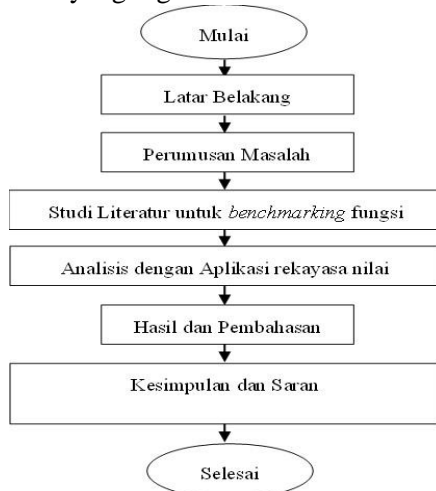 Mulai
Latar Belakang
Perumusan Masalah
Studi Literatur untuk benchmarking fungsi
Analisis dengan Aplikasi rekayasa nilai
Hasil dan Pembahasan
Kesimpulan dan Saran
Selesai